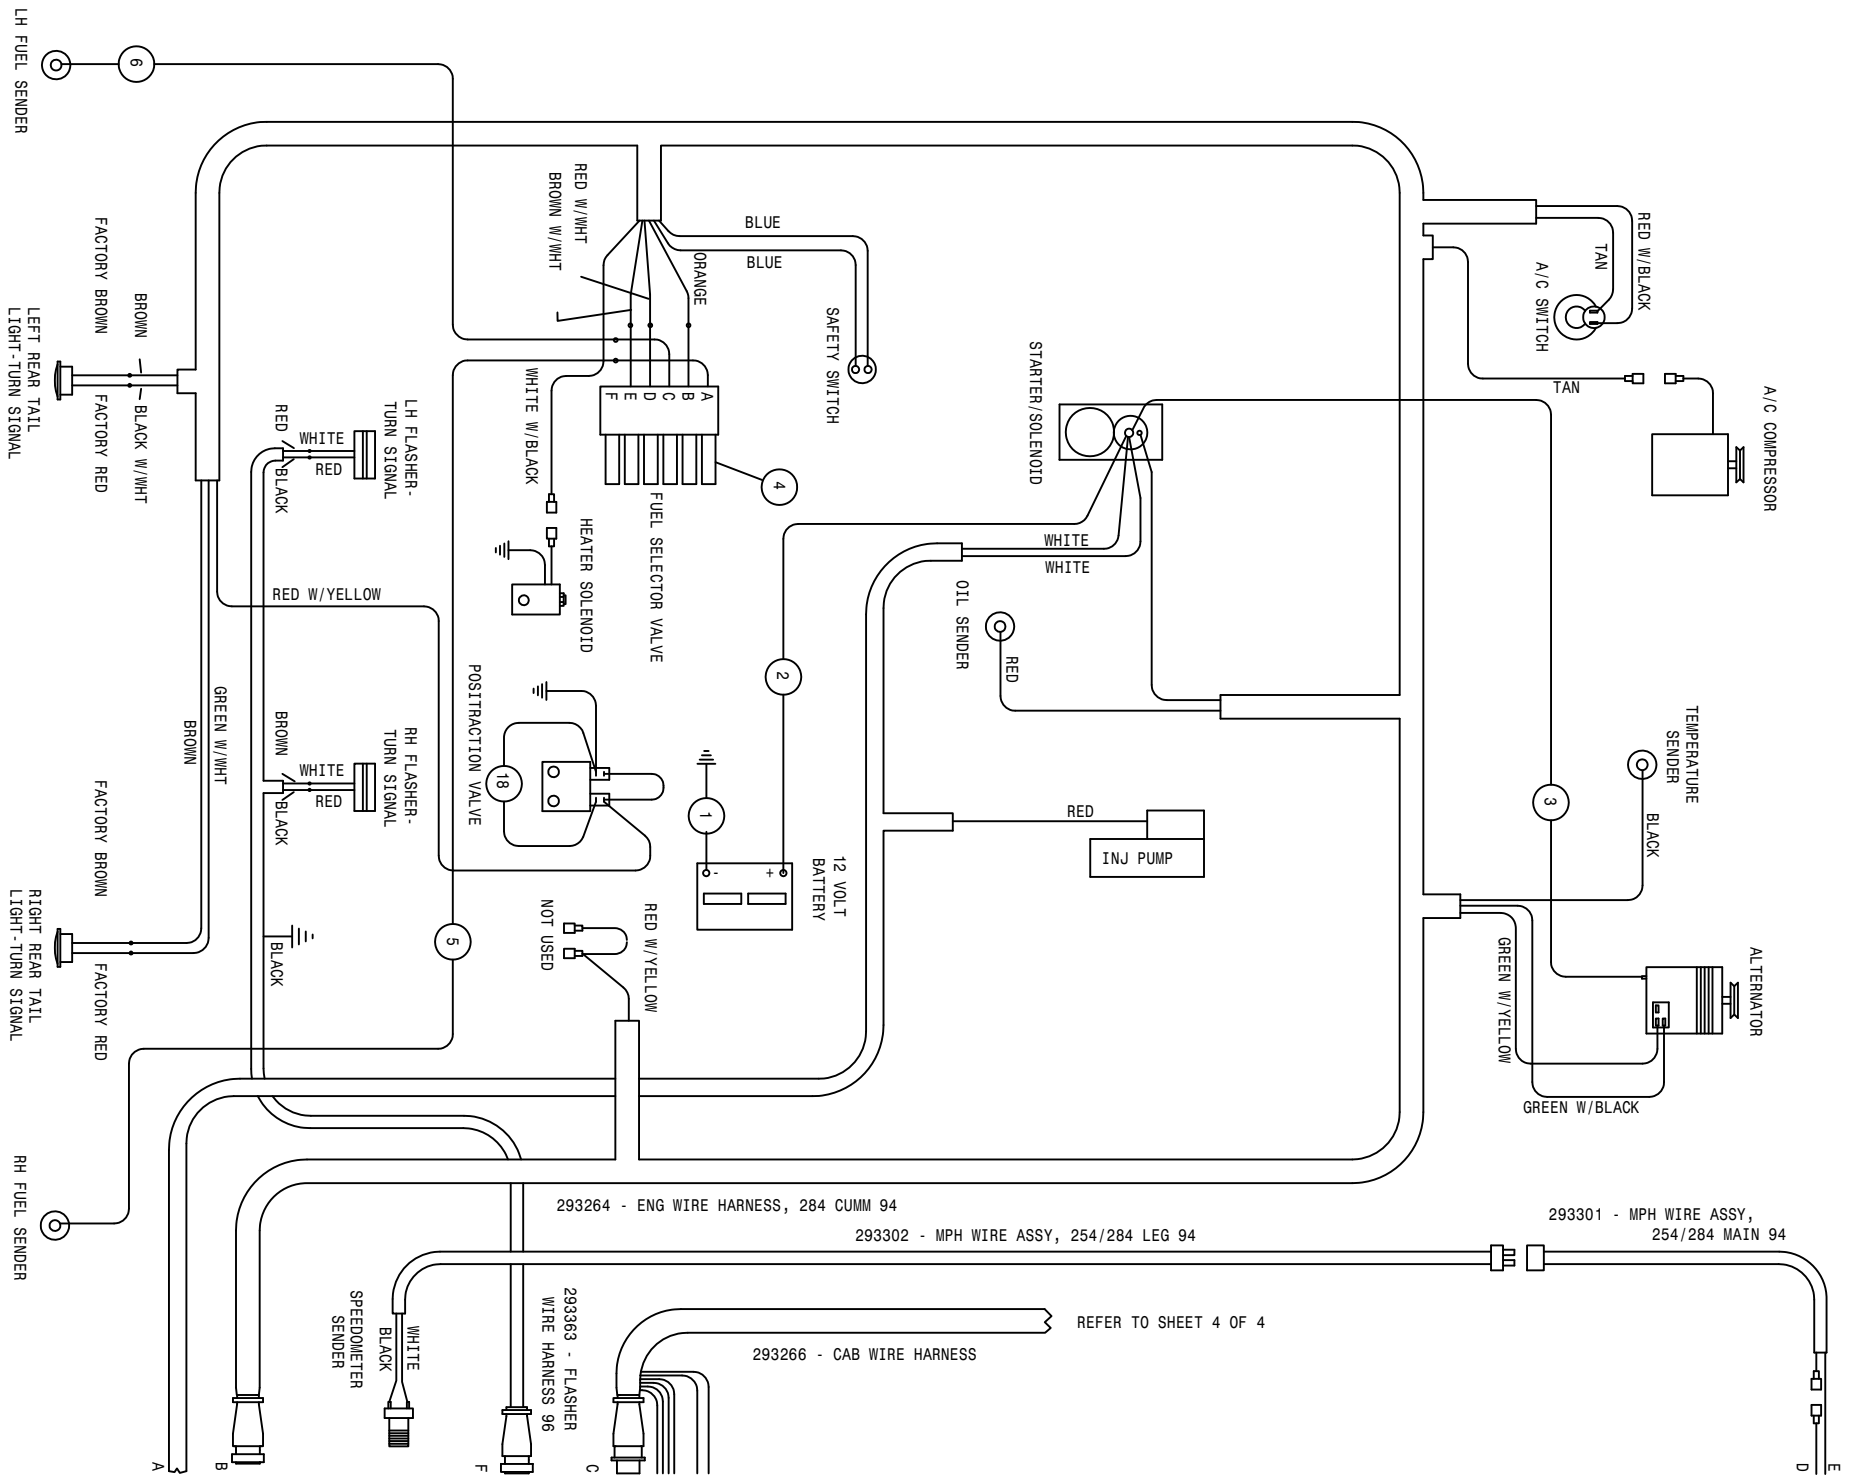 LH FUEL SENDER
6
RED W/WHT
BROWN W/WHT
BLUE
BLUE
ORANGE
SAFETY SWITCH
RED W/BLACK
TAN
A/C SWITCH
TAN
A/C COMPRESSOR
STARTER/SOLENOID
FACTORY BROWN
BROWN
LEFT REAR TAIL
LIGHT-TURN SIGNAL
FACTORY RED
BLACK W/WHT
RED
WHITE
RED
BLACK
LH FLASHER-
TURN SIGNAL
WHITE W/BLACK
A
B
C
D
E
F
4
FUEL SELECTOR VALVE
HEATER SOLENOID
WHITE
WHITE
OIL SENDER
RED
RED W/YELLOW
2
POSITRACTION VALVE
18
1
GREEN W/WHT
BROWN
BROWN
WHITE
RED
BLACK
RH FLASHER-
TURN SIGNAL
TEMPERATURE
SENDER
3
BLACK
RED
INJ PUMP
12 VOLT
BATTERY
-
+
FACTORY BROWN
RIGHT REAR TAIL
LIGHT-TURN SIGNAL
FACTORY RED
BLACK
5
NOT USED
RED W/YELLOW
GREEN W/YELLOW
ALTERNATOR
GREEN W/BLACK
RH FUEL SENDER
293264 - ENG WIRE HARNESS, 284 CUMM 94
293302 - MPH WIRE ASSY, 254/284 LEG 94
293301 - MPH WIRE ASSY,
254/284 MAIN 94
SPEEDOMETER
SENDER
WHITE
BLACK
293363 - FLASHER
WIRE HARNESS 96
REFER TO SHEET 4 OF 4
293266 - CAB WIRE HARNESS
A
B
F
C
D
E